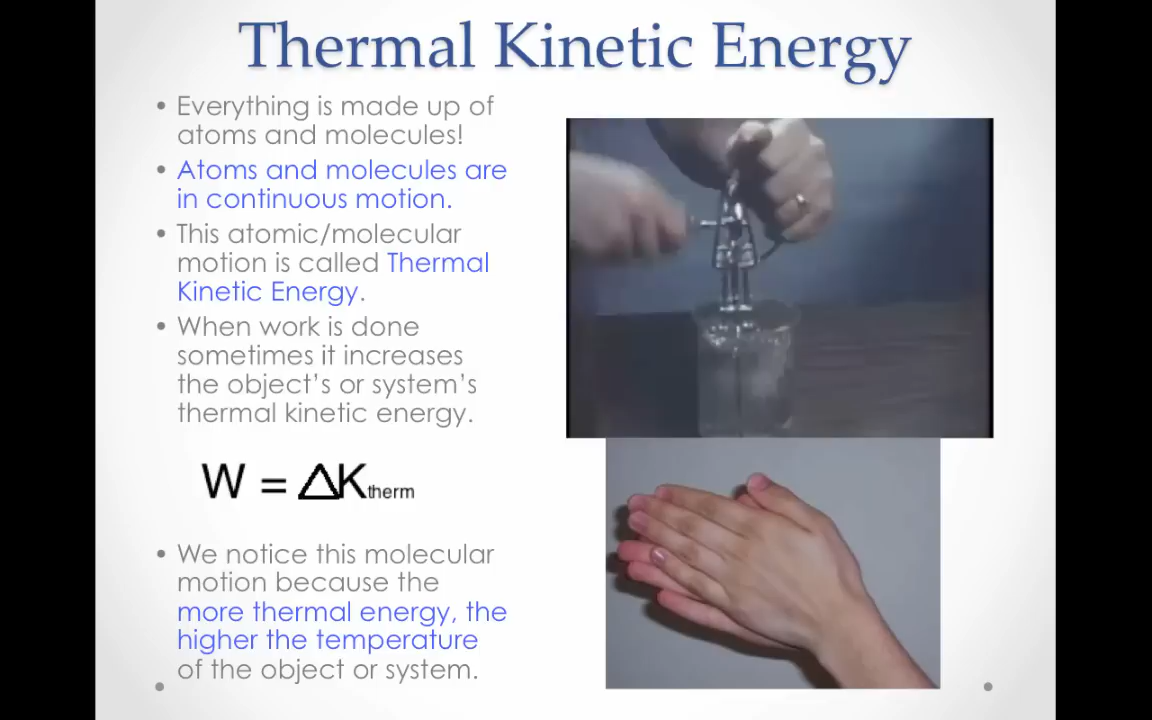 Thermal Kinetic Energy
• Everything is made up of
atoms and molecules!
• Atoms and molecules are
in continuous motion.
• This atomic/molecular
motion is called Thermal
Kinetic Energy.
• When work is done
sometimes it increases
the object’s or system’s
thermal kinetic energy.
W = △Ktherm
• We notice this molecular
motion because the
more thermal energy, the
higher the temperature
of the object or system.